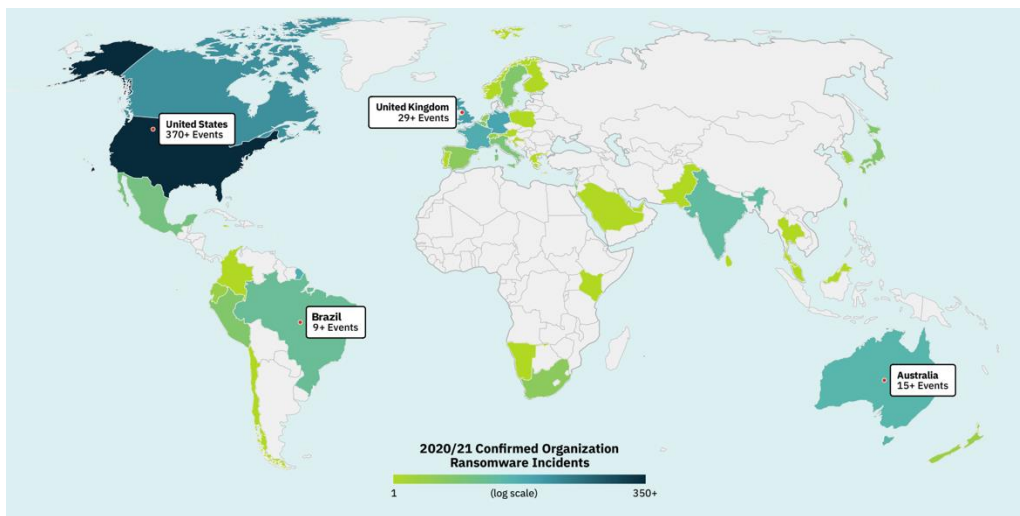 United States
370+ Events
United Kingdom
29+ Events
Brazil
9+ Events
Australia
15+ Events
2020/21 Confirmed Organization
Ransomware Incidents
1 (log scale) 350+